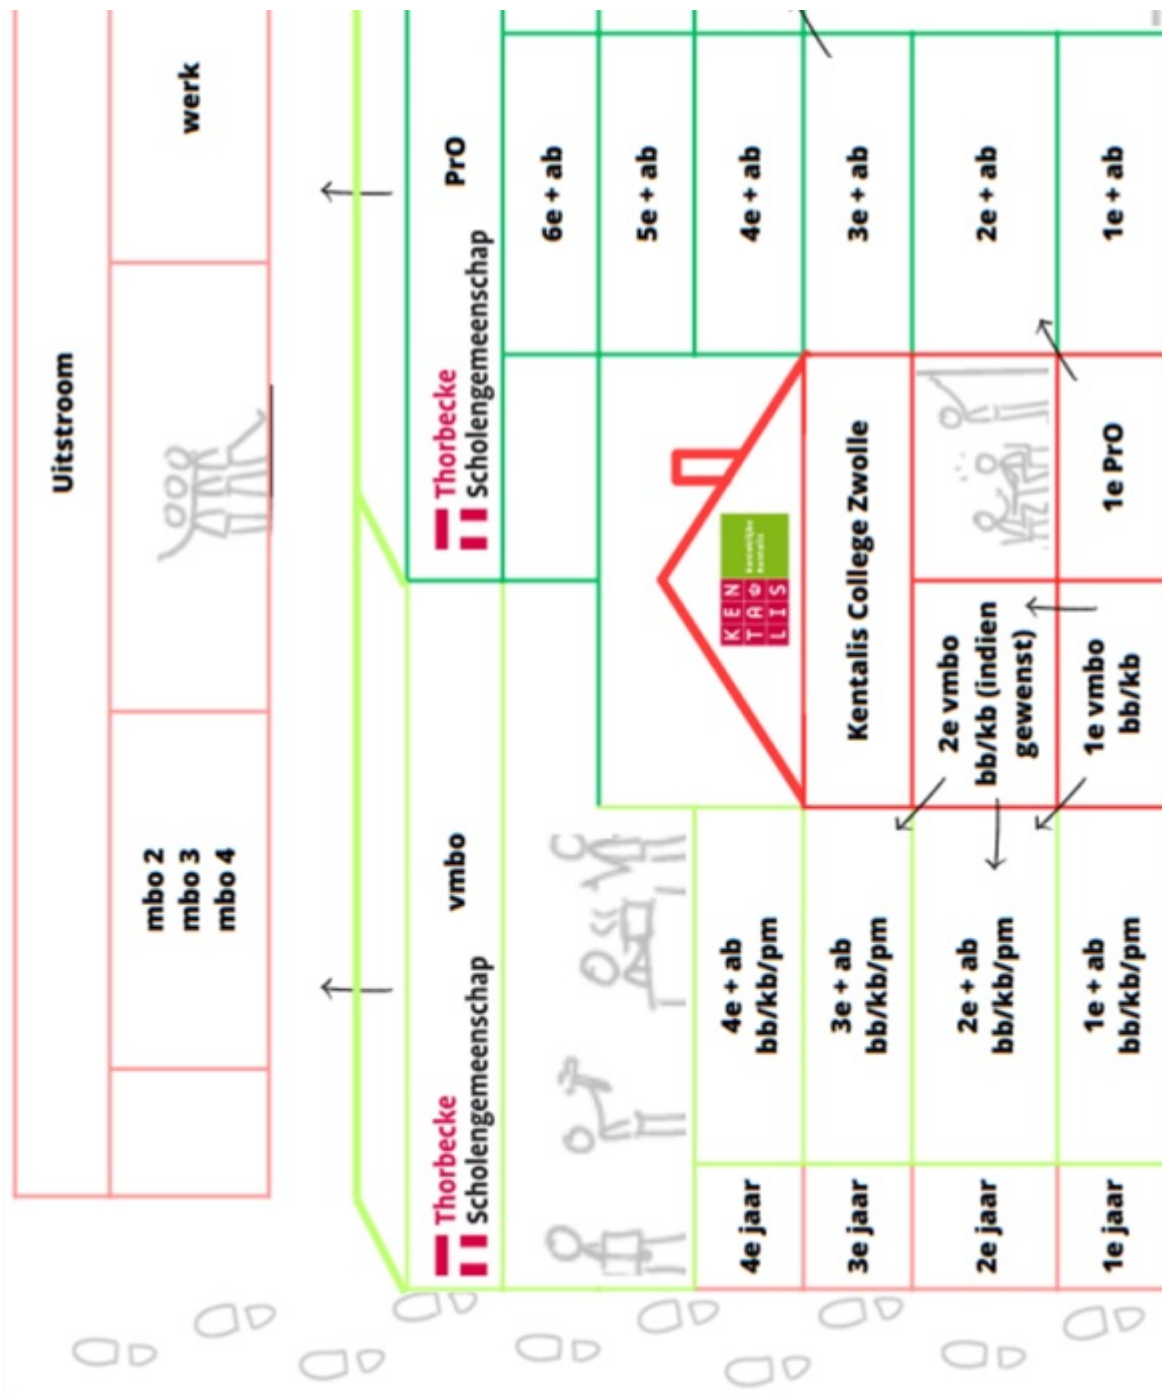 Uitstroom
mbo 2
mbo 3
mbo 4
werk
Thorbecke
Scholengemeenschap
vmbo
Thorbecke
Scholengemeenschap
PrO
6e + ab
5e + ab
4e jaar
4e + ab
bb/kb/pm
KEN
TA
LIS
Koninklijke
Kentalis
4e + ab
3e jaar
3e + ab
bb/kb/pm
Kentalis College Zwolle
3e + ab
2e jaar
2e + ab
bb/kb/pm
2e vmbo
bb/kb (indien
gewenst)
2e + ab
1e jaar
1e + ab
bb/kb/pm
1e vmbo
bb/kb
1e PrO
1e + ab